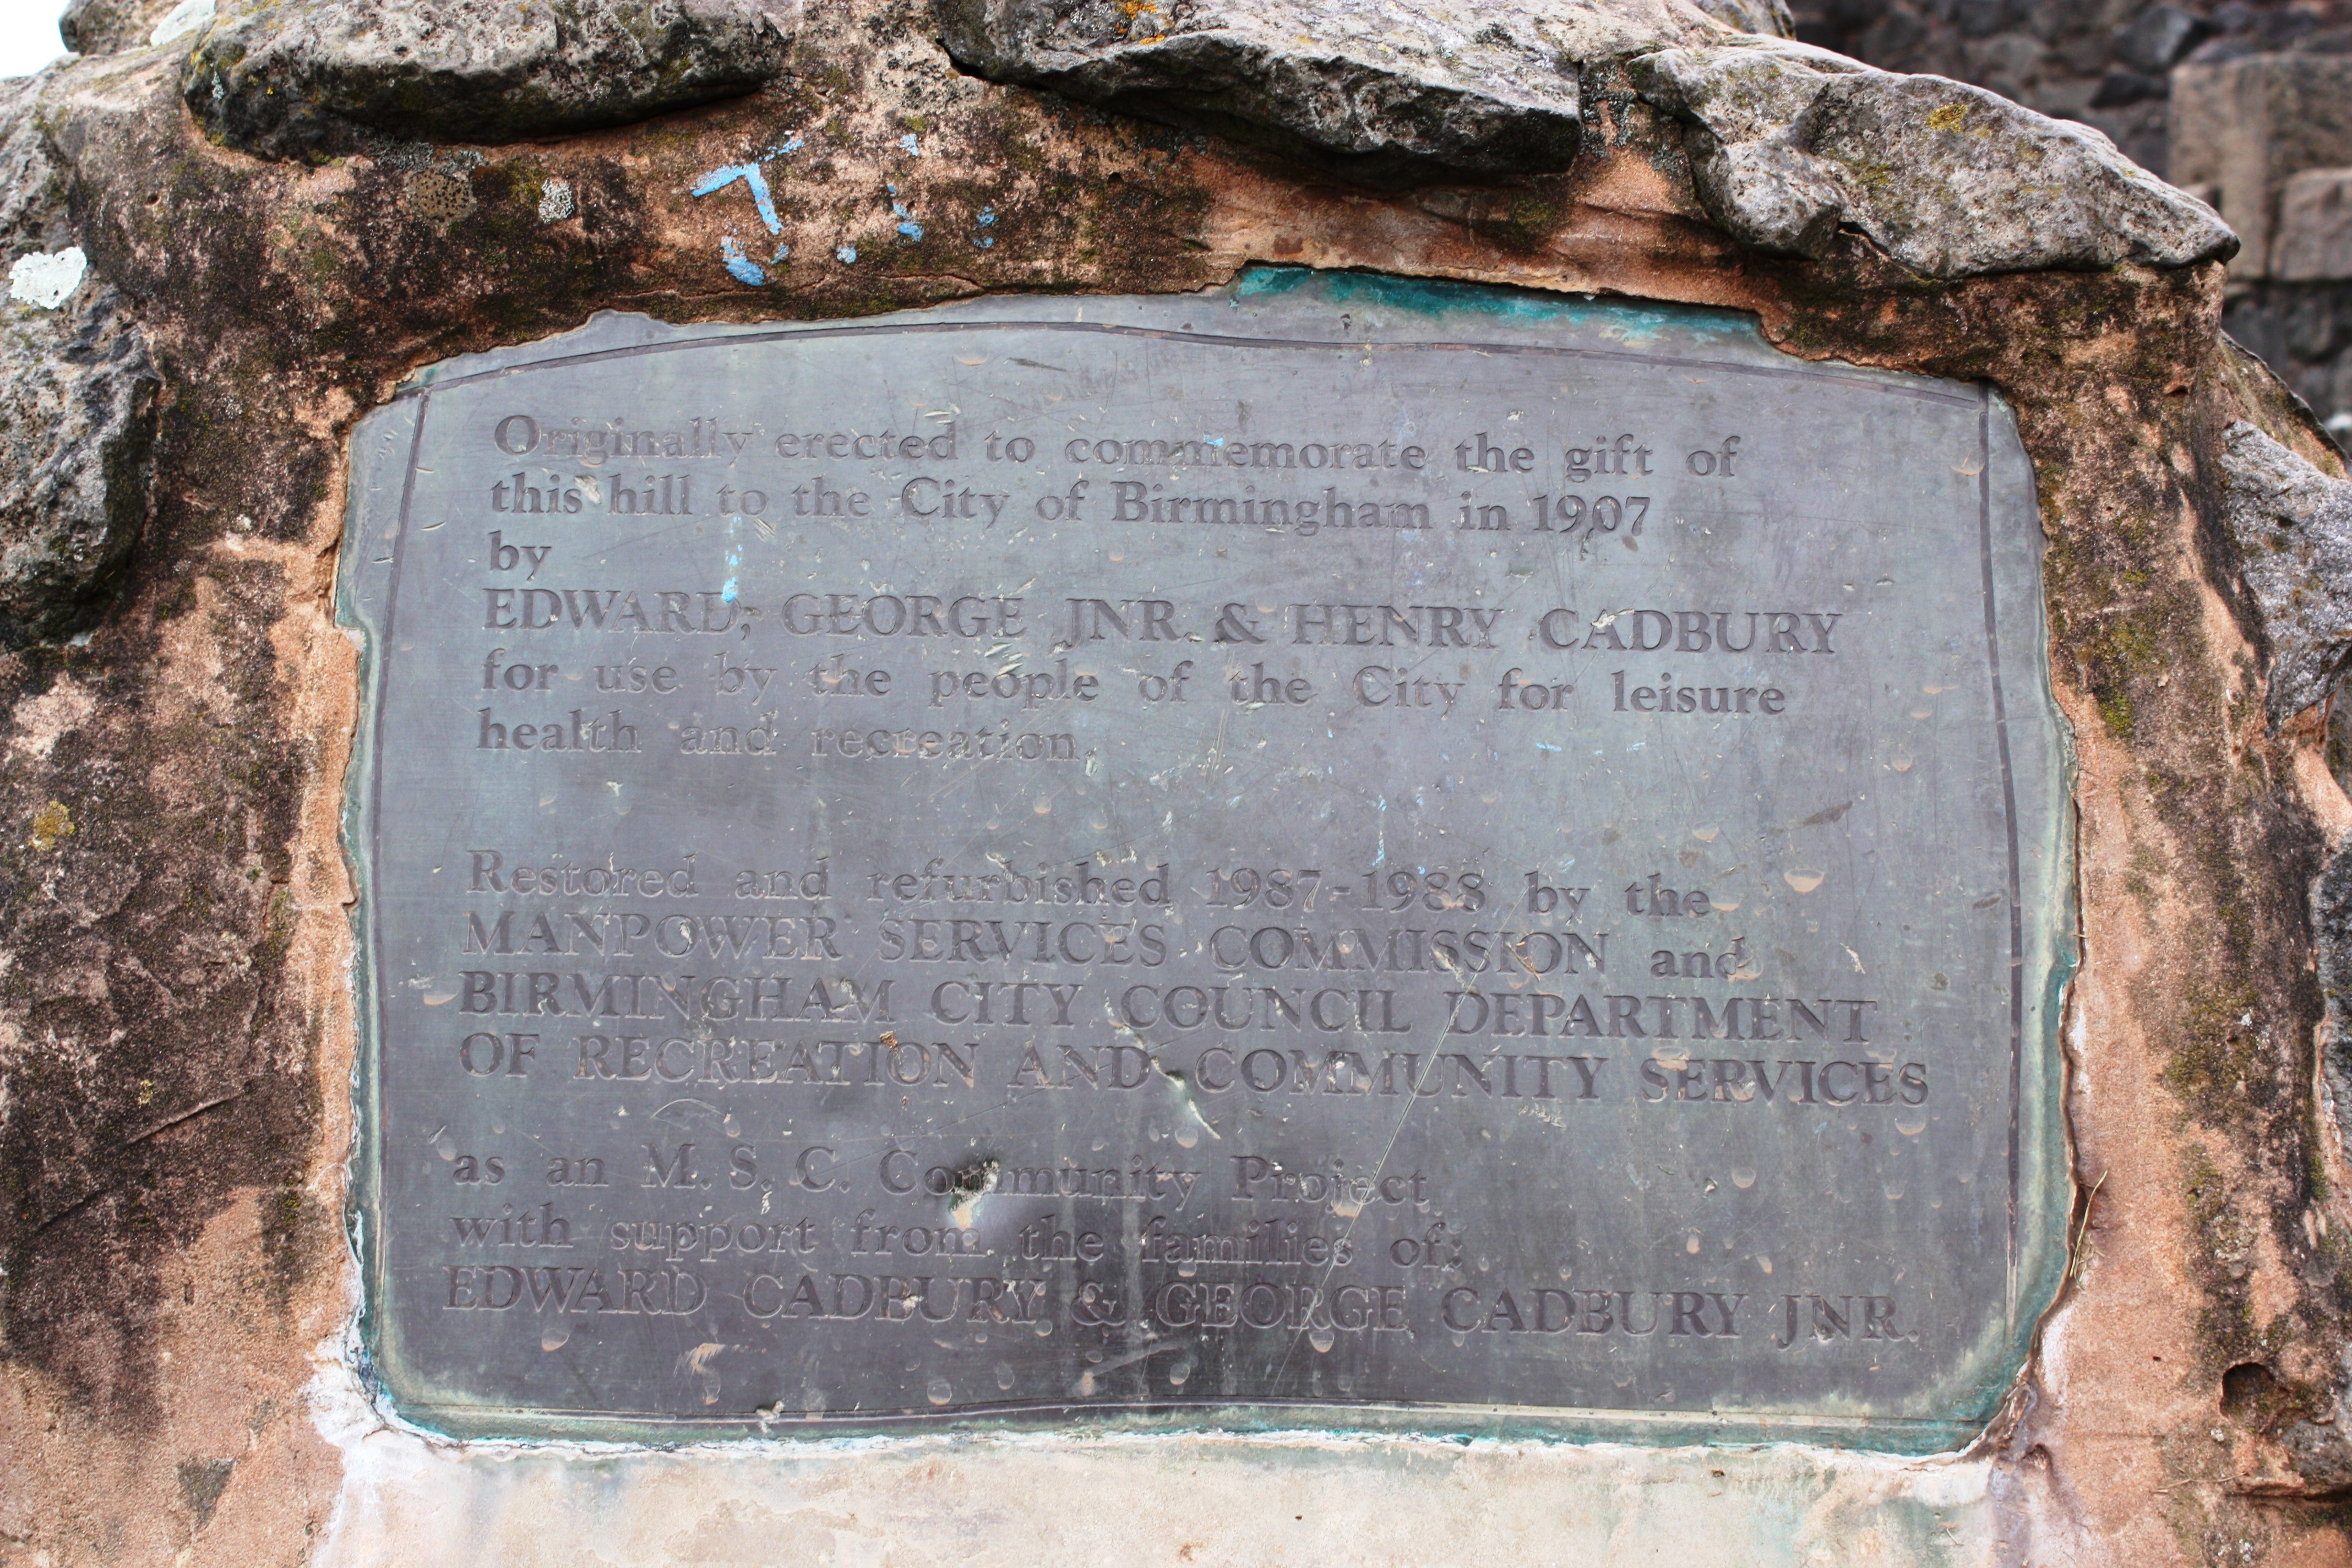 Originally erected to commemorate the gift of
this hill to the City of Birmingham in 1907
by
EDWARD, GEORGE JNR. & HENRY CADBURY
for use by the people of the City for leisure
health and recreation.
Restored and refurbished 1987-1988 by the
MANPOWER SERVICES COMMISSION and
BIRMINGHAM CITY COUNCIL DEPARTMENT
OF RECREATION AND COMMUNITY SERVICES
as an M. S. C. Community Project
with support from the families of:
EDWARD CADBURY & GEORGE CADBURY JNR.